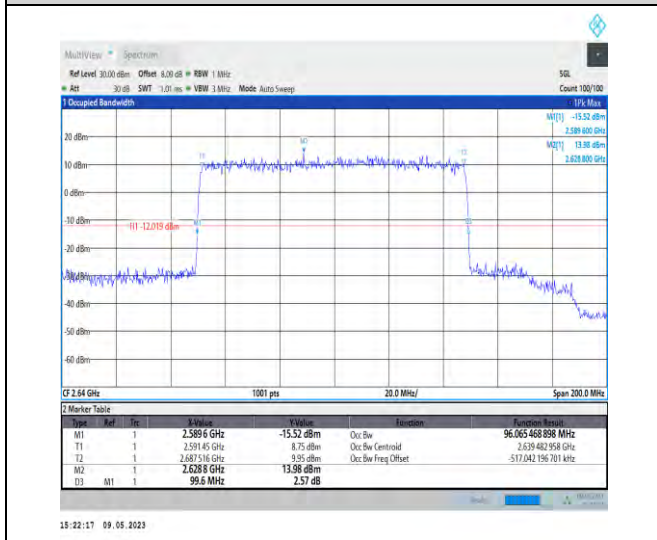 MultiView Spectrum
Ref Level 30.00 dBm Offset 8.00 dB RBW 1 MHz SGL
Att 30 dB SWT 1.01 ms VBW 3 MHz Mode Auto Sweep Count 100/100
1 Occupied Bandwidth 1Pk Max
M1[1] -15.52 dBm
2.589 600 GHz
M2[1] 13.98 dBm
2.628 800 GHz
20 dBm
10 dBm
0 dBm
-10 dBm
H1 -12.019 dBm
-20 dBm
-30 dBm
-40 dBm
-50 dBm
-60 dBm
M1
CF 2.64 GHz 1001 pts 20.0 MHz/ Span 200.0 MHz
2 Marker Table
Type Ref Trc X-Value Y-Value Function Function Result
M1 1 2.589 6 GHz -15.52 dBm Occ Bw 96.065 468 898 MHz
T1 1 2.591 45 GHz 8.75 dBm Occ Bw Centroid 2.639 482 958 GHz
T2 1 2.687 516 GHz 9.95 dBm Occ Bw Freq Offset -517.042 196 701 kHz
M2 1 2.628 8 GHz 13.98 dBm
D3 M1 1 99.6 MHz 2.57 dB
15:22:17 09.05.2023